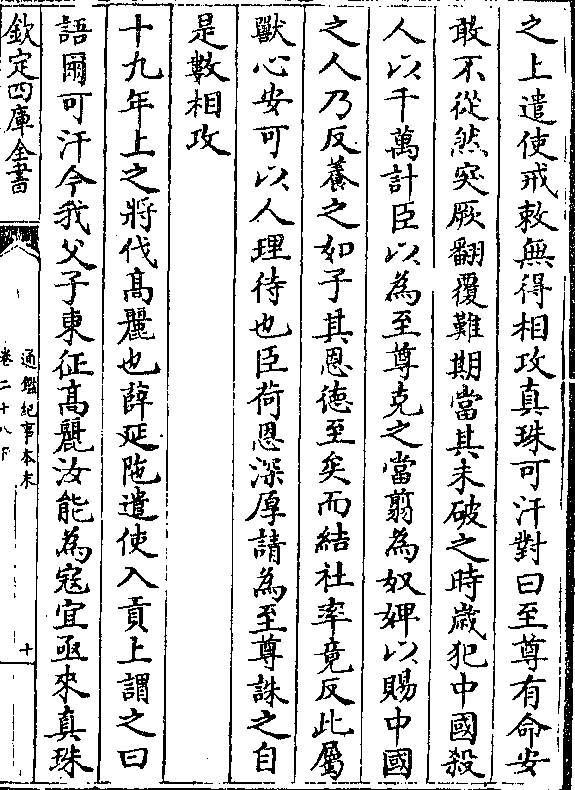 之上遣使戒敕無得相攻真珠可汗對曰至尊有命安
敢不從然突厥翻覆難期當其未破之時歲犯中國殺
人以千萬計臣以為至尊克之當翦為奴婢以賜中國
之人乃反養之如子其恩德至矣而結社率竟反此屬
獸心安可以人理待也臣荷恩深厚請為至尊誅之自
是數相攻
十九年上之將伐高麗也薛延陁遣使入貢上謂之曰
語爾可汗今我父子東征高麗汝能為寇宜亟來真珠
欽定四庫全書
通鑑紀事本末
卷二十八下
十